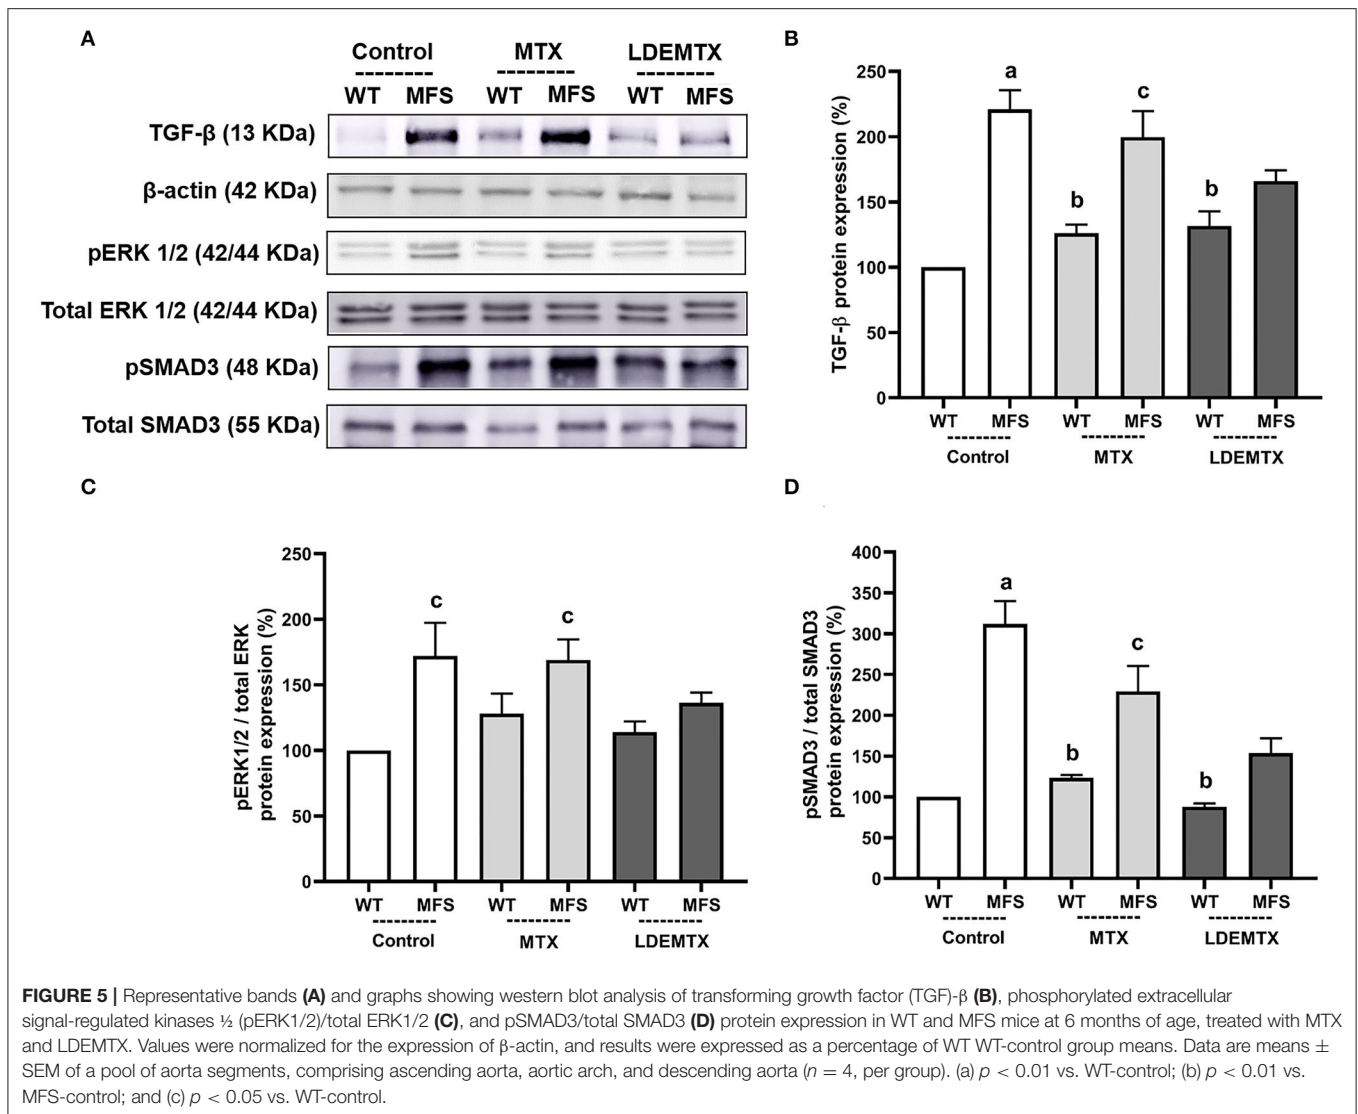 A
Control MTX LDEMTX
WT MFS WT MFS WT MFS
TGF-β (13 KDa)
β-actin (42 KDa)
pERK 1/2 (42/44 KDa)
Total ERK 1/2 (42/44 KDa)
pSMAD3 (48 KDa)
Total SMAD3 (55 KDa)
B
TGF-β protein expression (%)
250
200
150
100
50
0
a
b
c
b
WT MFS WT MFS WT MFS
Control MTX LDEMTX
C
pERK1/2 / total ERK
protein expression (%)
250
200
150
100
50
0
c
c
WT MFS WT MFS WT MFS
Control MTX LDEMTX
D
pSMAD3 / total SMAD3
protein expression (%)
400
350
300
250
200
150
100
50
0
a
b
c
b
WT MFS WT MFS WT MFS
Control MTX LDEMTX
FIGURE 5 | Representative bands (A) and graphs showing western blot analysis of transforming growth factor (TGF)-β (B), phosphorylated extracellular
signal-regulated kinases ½ (pERK1/2)/total ERK1/2 (C), and pSMAD3/total SMAD3 (D) protein expression in WT and MFS mice at 6 months of age, treated with MTX
and LDEMTX. Values were normalized for the expression of β-actin, and results were expressed as a percentage of WT WT-control group means. Data are means ±
SEM of a pool of aorta segments, comprising ascending aorta, aortic arch, and descending aorta (n = 4, per group). (a) p < 0.01 vs. WT-control; (b) p < 0.01 vs.
MFS-control; and (c) p < 0.05 vs. WT-control.